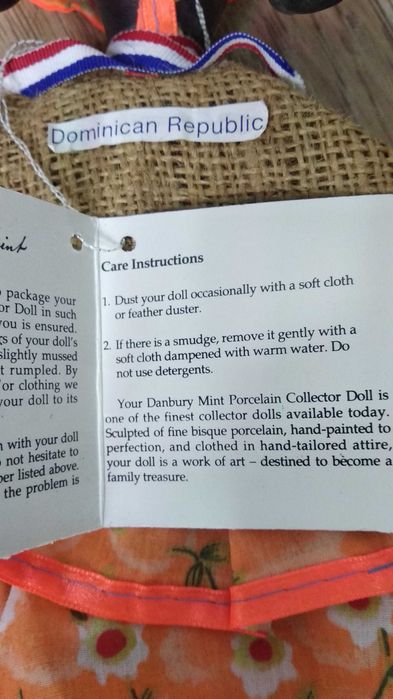 Dominican Republic
package your
or Doll in such
you is ensured.
of your doll's
slightly mussed
rumpled. By
or clothing we
your doll to its
with your doll
not hesitate to
listed above.
the problem is
Care Instructions
1. Dust your doll occasionally with a soft cloth
or feather duster.
2. If there is a smudge, remove it gently with a
soft cloth dampened with warm water. Do
not use detergents.
Your Danbury Mint Porcelain Collector Doll is
one of the finest collector dolls available today.
Sculpted of fine bisque porcelain, hand-painted to
perfection, and clothed in hand-tailored attire,
your doll is a work of art – destined to become a
family treasure.